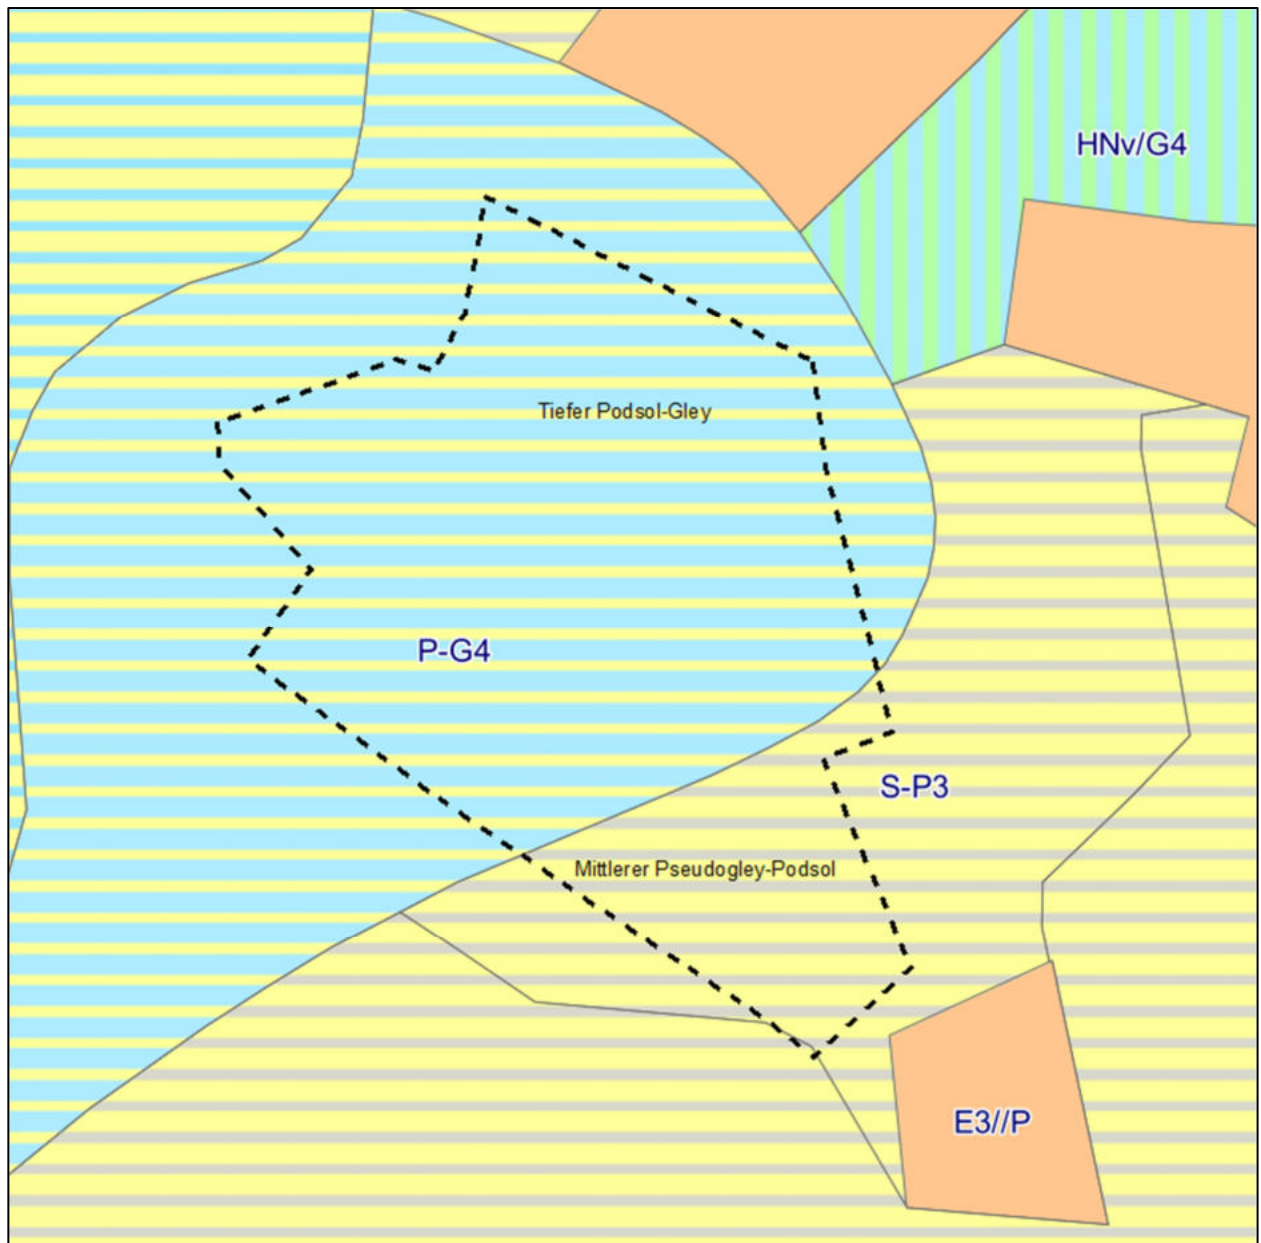 HNv/G4
Tiefer Podsol-Gley
P-G4
S-P3
Mittlerer Pseudogley-Podsol
E3//P